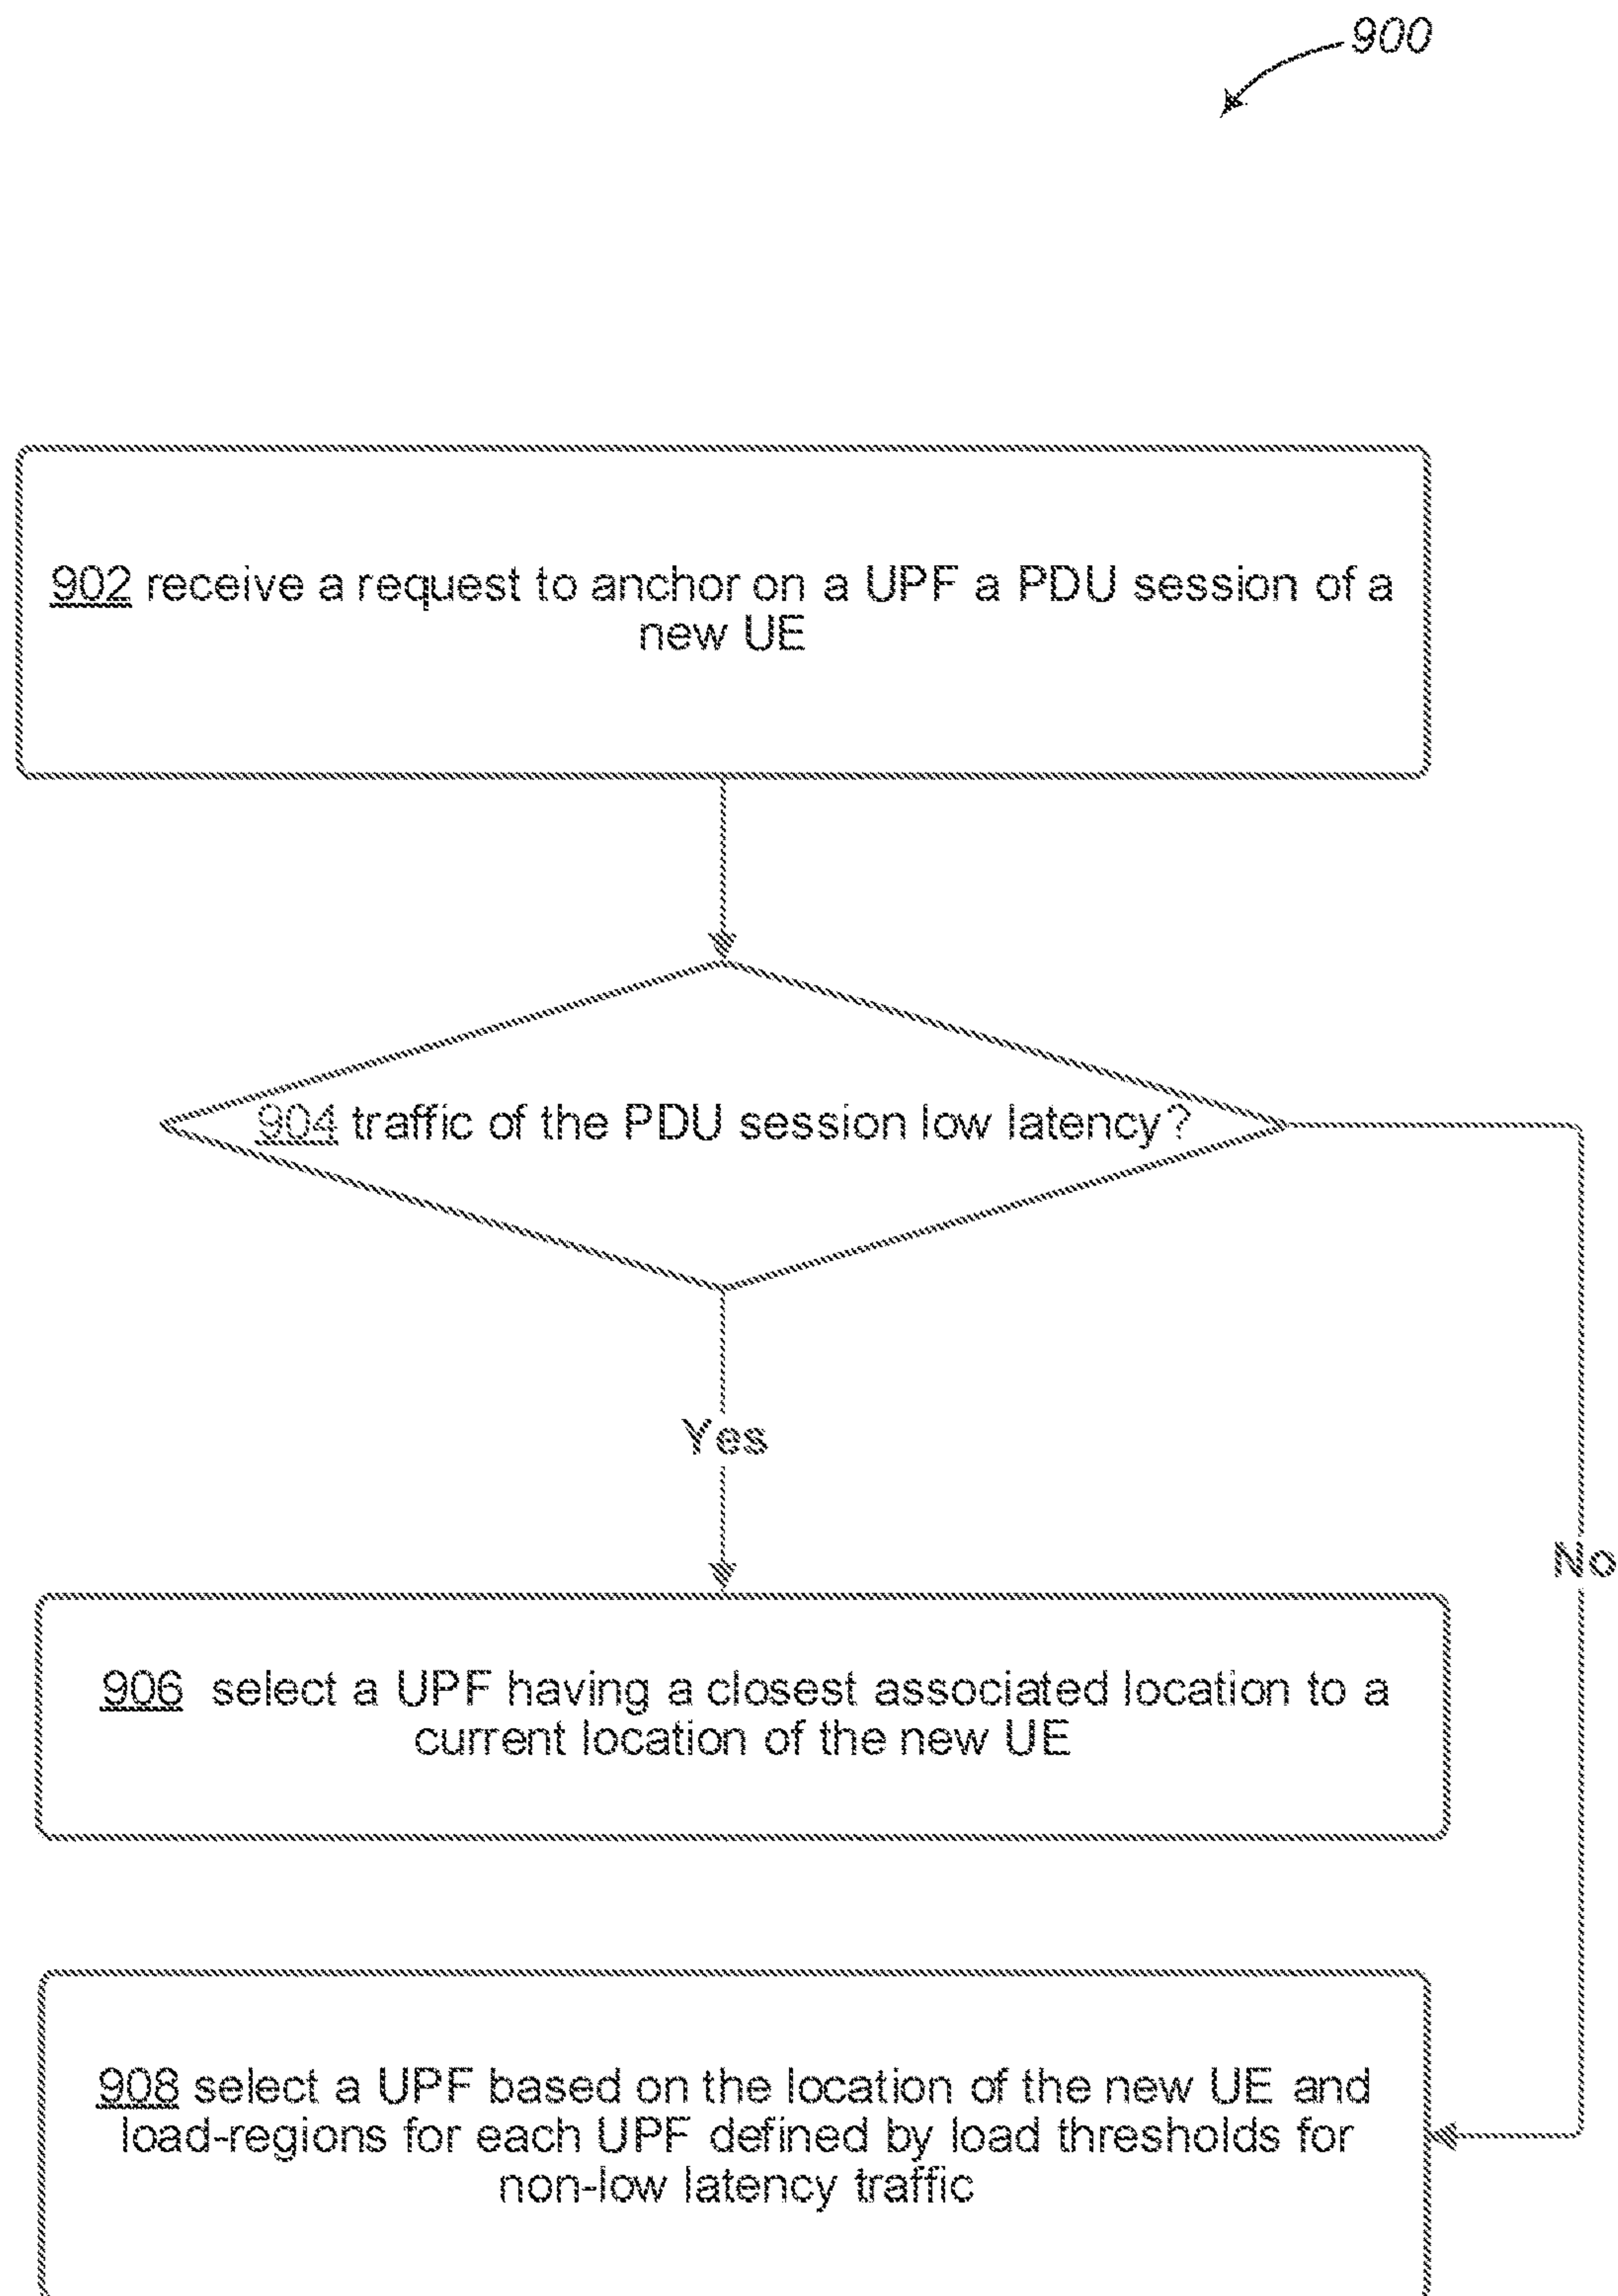 900
902 receive a request to anchor on a UPF a PDU session of a
new UE
904 traffic of the PDU session low latency?
Yes
No
906 select a UPF having a closest associated location to a
current location of the new UE
908 select a UPF based on the location of the new UE and
load-regions for each UPF defined by load thresholds for
non-low latency traffic